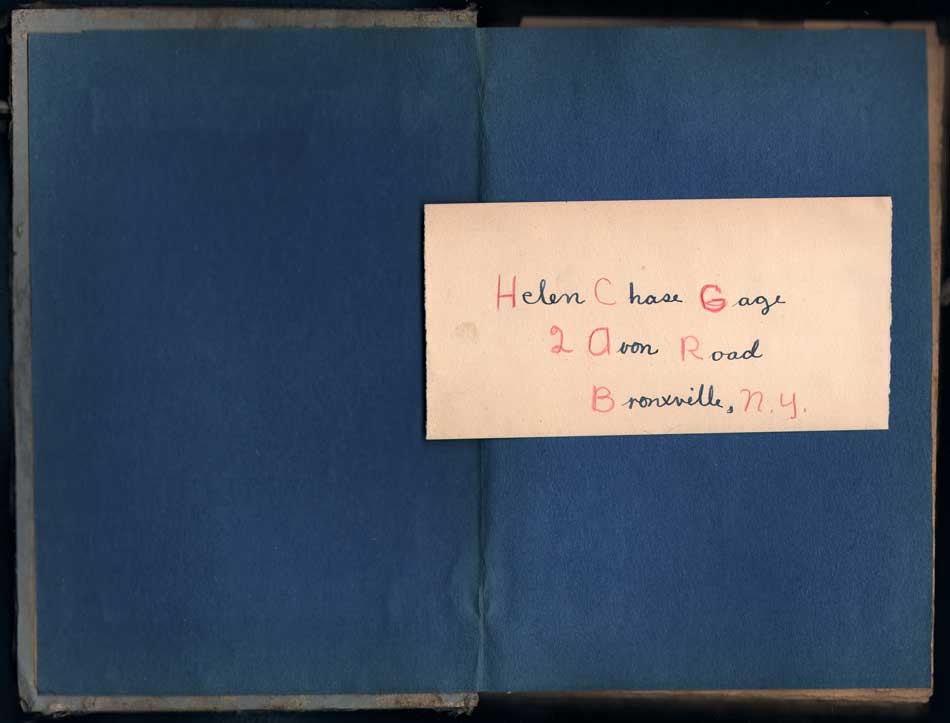 Helen Chase Gage
2 Avon Road
Bronxville, N.Y.